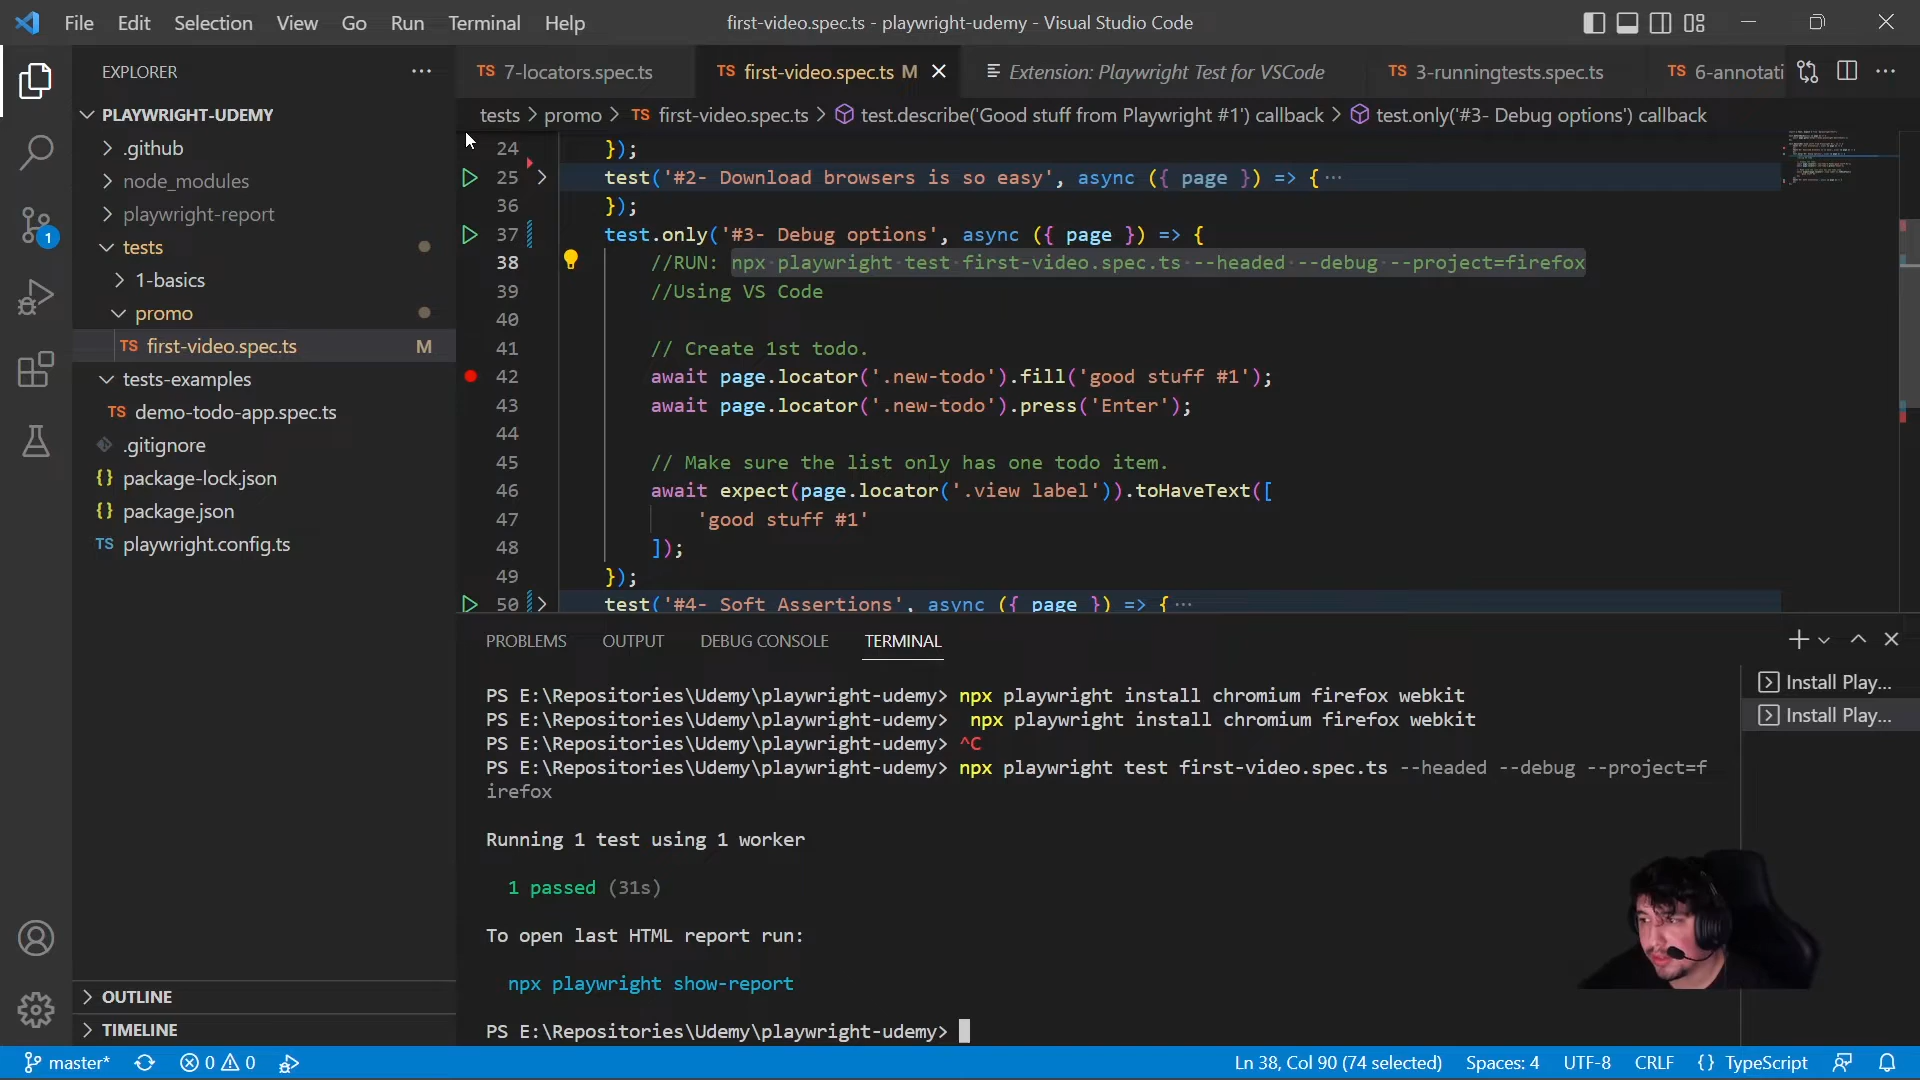 File Edit Selection View Go Run Terminal Help
first-video.spec.ts - playwright-udemy - Visual Studio Code
EXPLORER
PLAYWRIGHT-UDEMY
.github
node_modules
playwright-report
tests
1-basics
promo
TS first-video.spec.ts M
tests-examples
TS demo-todo-app.spec.ts
.gitignore
{} package-lock.json
{} package.json
TS playwright.config.ts
OUTLINE
TIMELINE
TS 7-locators.spec.ts
TS first-video.spec.ts M
Extension: Playwright Test for VSCode
TS 3-runningtests.spec.ts
TS 6-annotati
tests > promo > TS first-video.spec.ts > test.describe('Good stuff from Playwright #1') callback > test.only('#3- Debug options') callback
24 });
25 test('#2- Download browsers is so easy', async ({ page }) => {…
36 });
37 test.only('#3- Debug options', async ({ page }) => {
38 //RUN: npx playwright test first-video.spec.ts --headed --debug --project=firefox
39 //Using VS Code
40
41 // Create 1st todo.
42 await page.locator('.new-todo').fill('good stuff #1');
43 await page.locator('.new-todo').press('Enter');
44
45 // Make sure the list only has one todo item.
46 await expect(page.locator('.view label')).toHaveText([
47 'good stuff #1'
48 ]);
49 });
50 test('#4- Soft Assertions', async ({ page }) => {…
PROBLEMS OUTPUT DEBUG CONSOLE TERMINAL
PS E:\Repositories\Udemy\playwright-udemy> npx playwright install chromium firefox webkit
PS E:\Repositories\Udemy\playwright-udemy>  npx playwright install chromium firefox webkit
PS E:\Repositories\Udemy\playwright-udemy> ^C
PS E:\Repositories\Udemy\playwright-udemy> npx playwright test first-video.spec.ts --headed --debug --project=f
irefox
Running 1 test using 1 worker
1 passed (31s)
To open last HTML report run:
npx playwright show-report
PS E:\Repositories\Udemy\playwright-udemy>
Install Play...
Install Play...
1
master* 0 0
Ln 38, Col 90 (74 selected) Spaces: 4 UTF-8 CRLF {} TypeScript